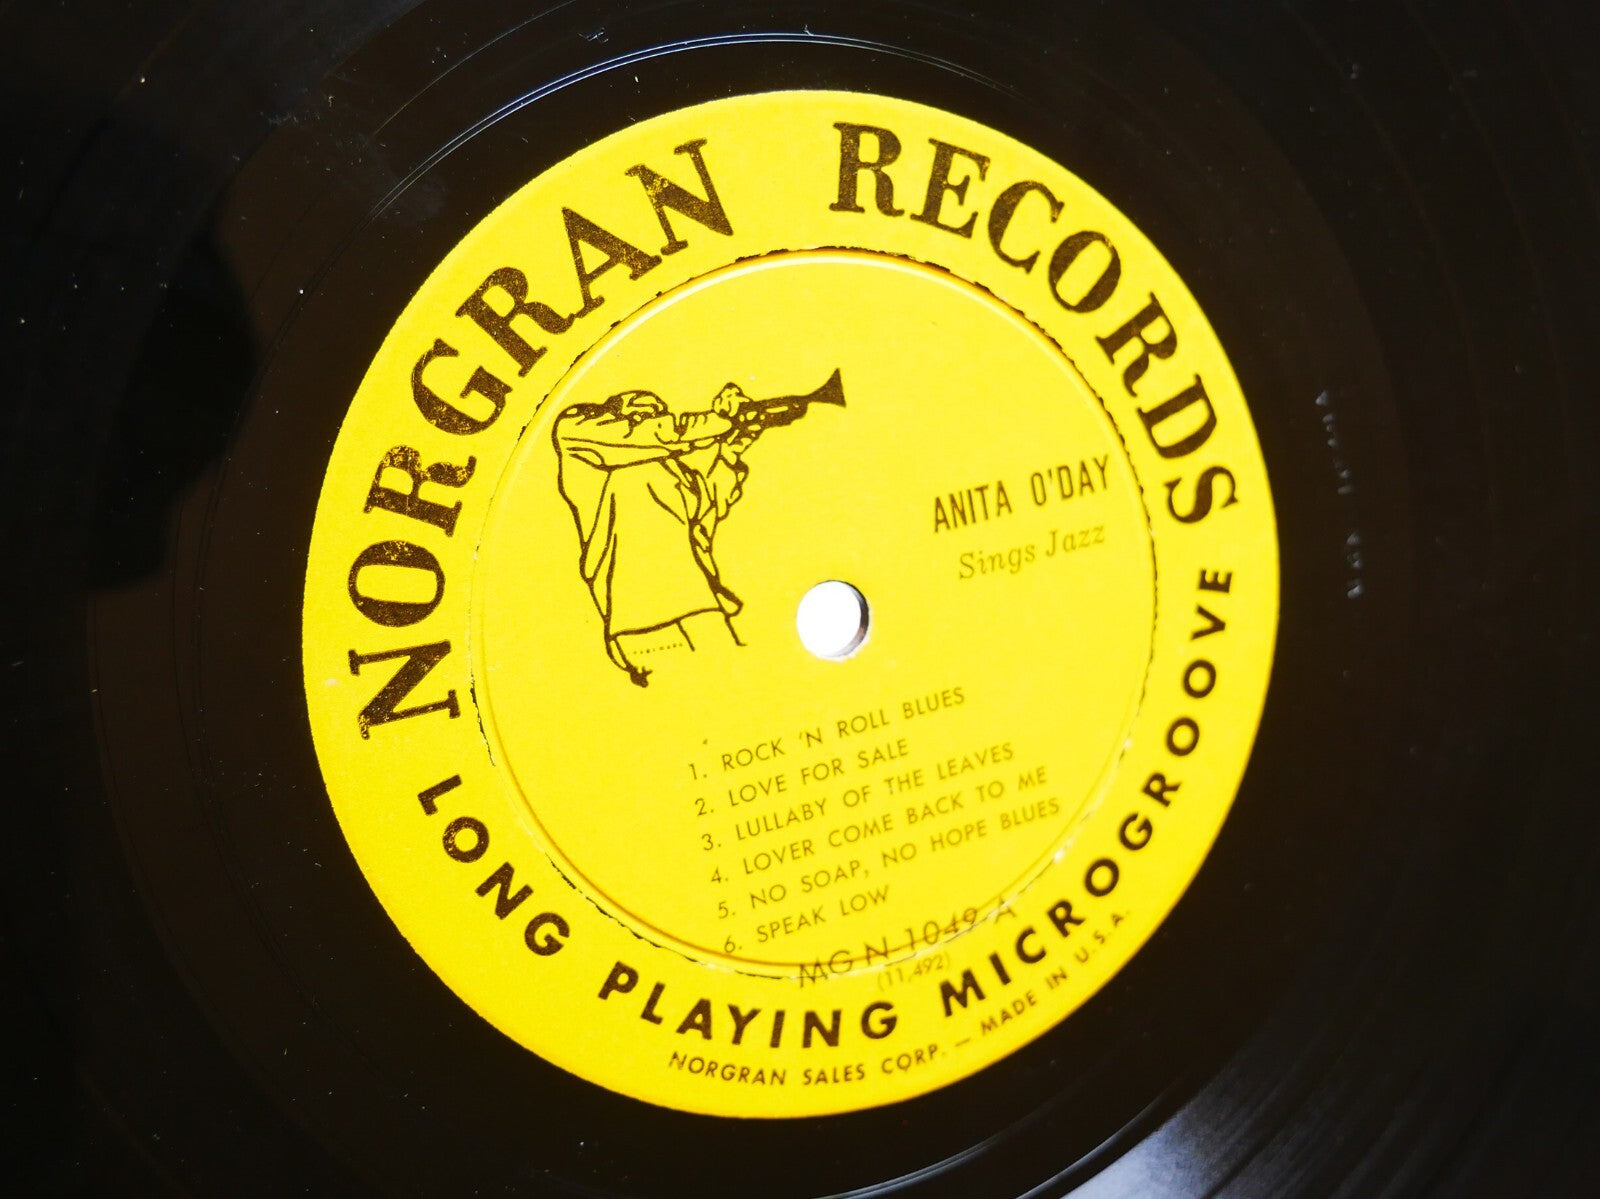 NORGRAN RECORDS
ANITA O'DAY
Sings Jazz
1. ROCK 'N ROLL BLUES
2. LOVE FOR SALE
3. LULLABY OF THE LEAVES
4. LOVER COME BACK TO ME
5. NO SOAP, NO HOPE BLUES
6. SPEAK LOW
MG N-1049-A
(11,492)
LONG PLAYING MICROGROOVE
NORGRAN SALES CORP. — MADE IN U.S.A.